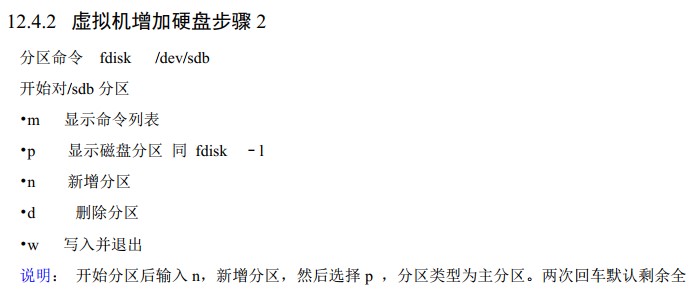 12.4.2 虚拟机增加硬盘步骤 2
分区命令 fdisk /dev/sdb
开始对/sdb 分区
•m 显示命令列表
•p 显示磁盘分区 同 fdisk –l
•n 新增分区
•d 删除分区
•w 写入并退出
说明： 开始分区后输入 n，新增分区，然后选择 p ，分区类型为主分区。两次回车默认剩余全